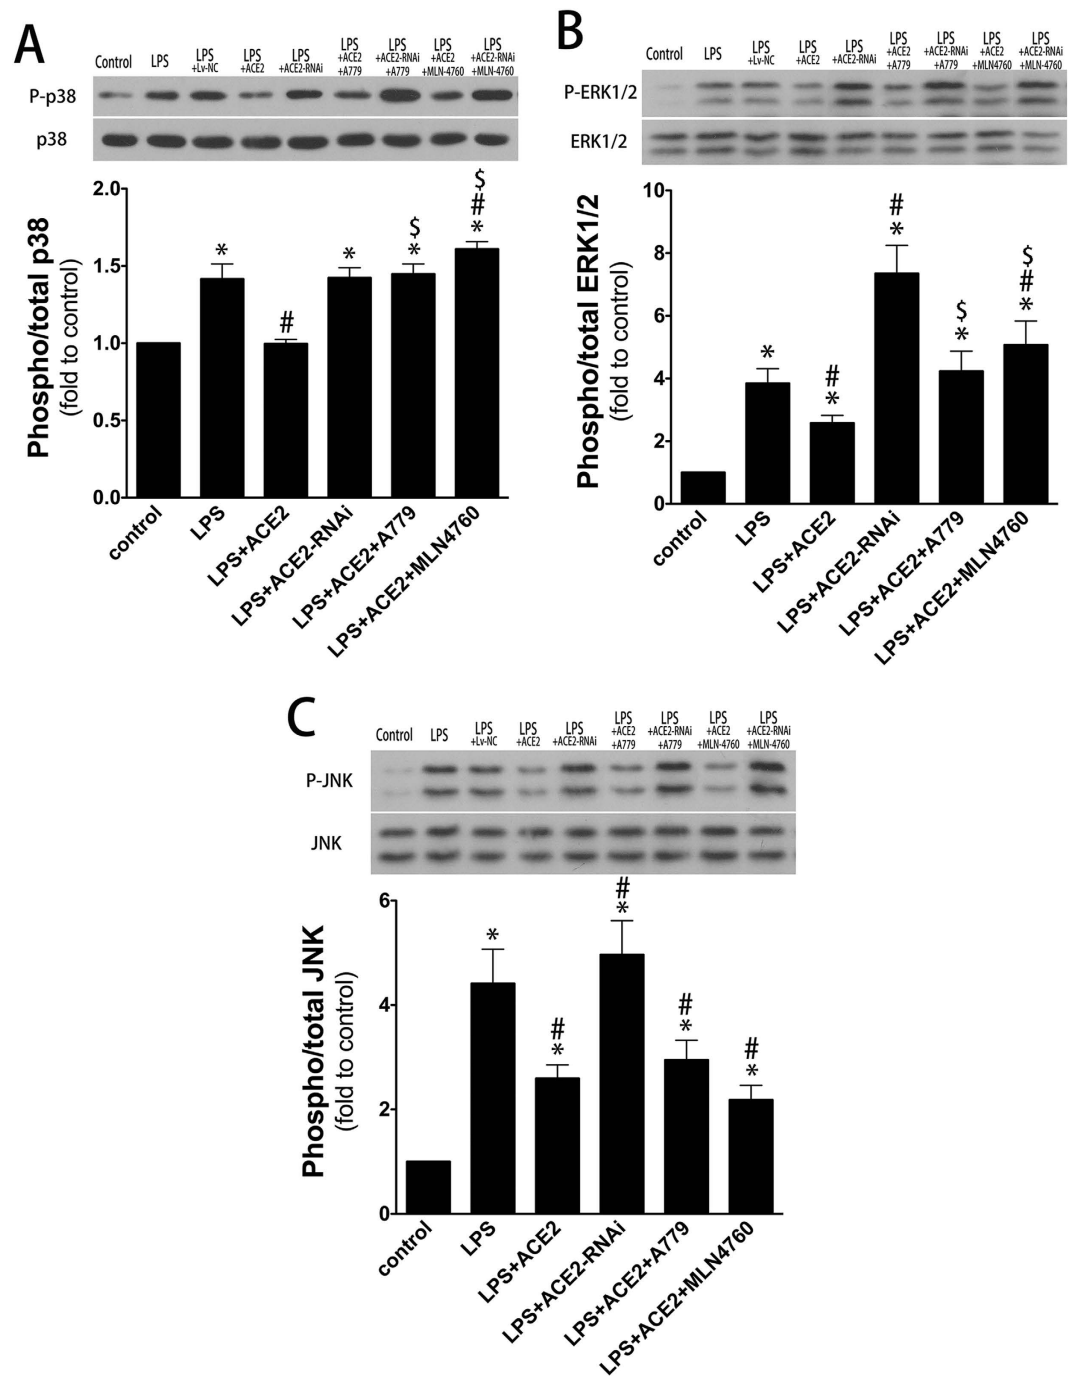 A
Control
LPS
LPS
+Lv-NC
LPS
+ACE2
LPS
+ACE2-RNAi
LPS
+ACE2
+A779
LPS
+ACE2-RNAi
+A779
LPS
+ACE2
+MLN-4760
LPS
+ACE2-RNAi
+MLN-4760
P-p38
p38
Phospho/total p38
(fold to control)
2.0
1.5
1.0
0.5
0.0
*
#
*
$
*
$
#
*
control
LPS
LPS+ACE2
LPS+ACE2-RNAi
LPS+ACE2+A779
LPS+ACE2+MLN4760
B
Control
LPS
LPS
+Lv-NC
LPS
+ACE2
LPS
+ACE2-RNAi
LPS
+ACE2
+A779
LPS
+ACE2-RNAi
+A779
LPS
+ACE2
+MLN4760
LPS
+ACE2-RNAi
+MLN4760
P-ERK1/2
ERK1/2
Phospho/total ERK1/2
(fold to control)
10
8
6
4
2
0
*
#
*
#
*
$
*
$
#
*
control
LPS
LPS+ACE2
LPS+ACE2-RNAi
LPS+ACE2+A779
LPS+ACE2+MLN4760
C
Control
LPS
LPS
+Lv-NC
LPS
+ACE2
LPS
+ACE2-RNAi
LPS
+ACE2
+A779
LPS
+ACE2-RNAi
+A779
LPS
+ACE2
+MLN-4760
LPS
+ACE2-RNAi
+MLN-4760
P-JNK
JNK
Phospho/total JNK
(fold to control)
6
4
2
0
*
#
*
#
*
#
*
#
*
control
LPS
LPS+ACE2
LPS+ACE2-RNAi
LPS+ACE2+A779
LPS+ACE2+MLN4760